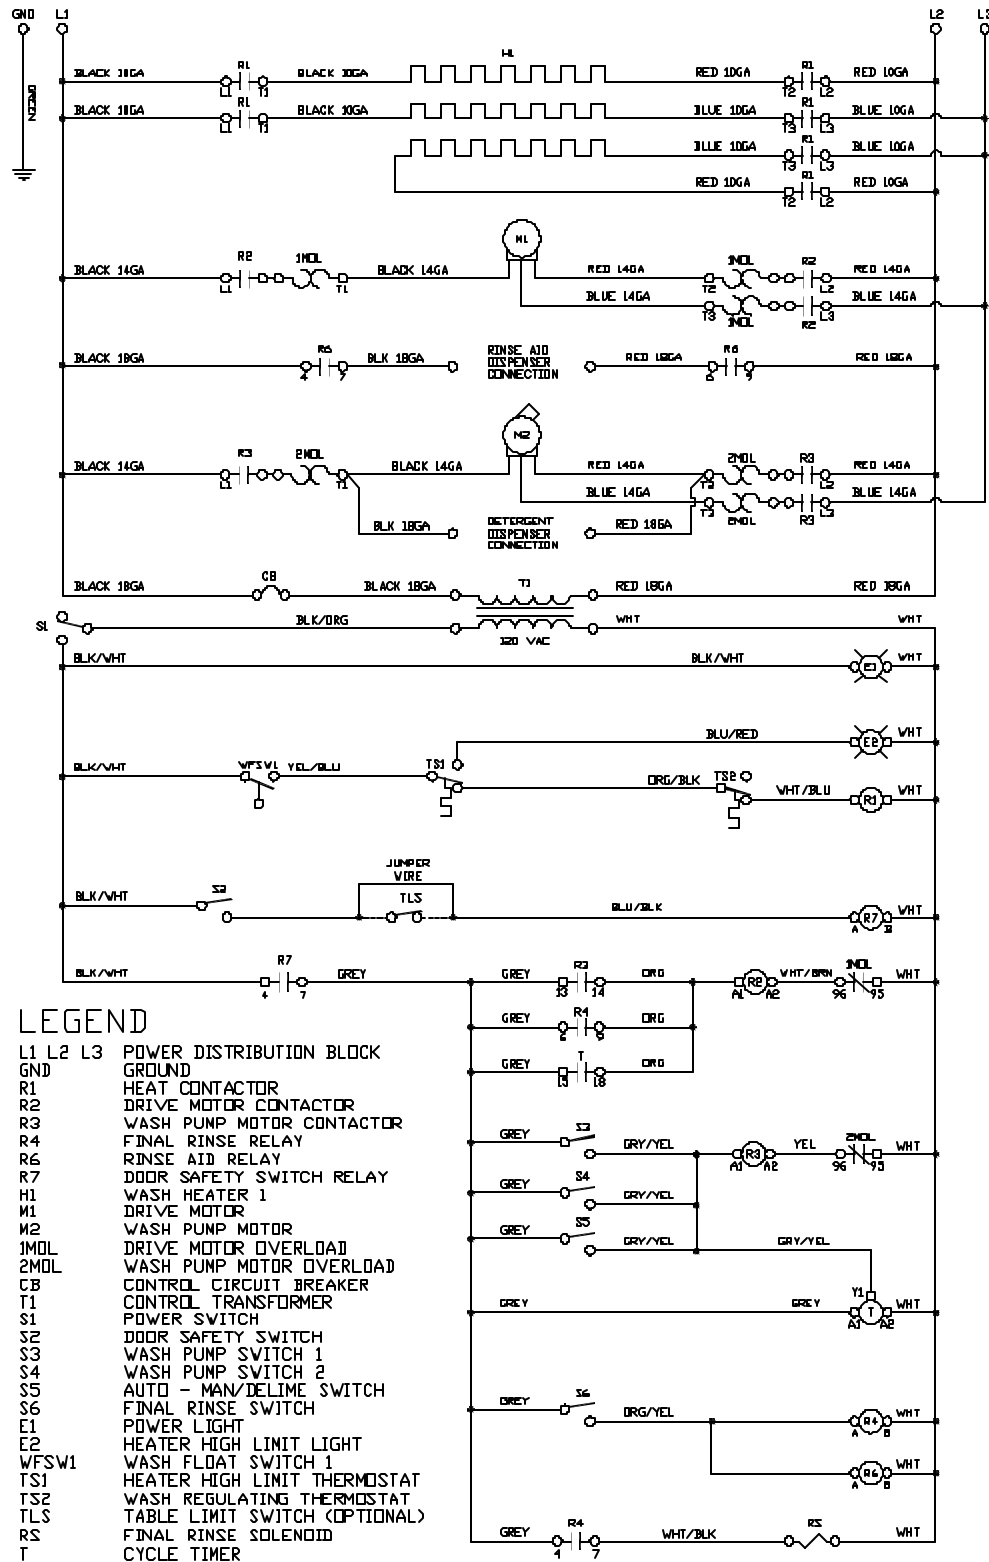 GND L1 L2 L3
H1
BLACK 10GA R1 BLACK 10GA RED 10GA R1 RED 10GA
L1 T1 T2 L2
GREEN
BLACK 10GA R1 BLACK 10GA BLUE 10GA R1 BLUE 10GA
L1 T1 T3 L3
BLUE 10GA R1 BLUE 10GA
T3 L3
RED 10GA R1 RED 10GA
T2 L2
M1
BLACK 14GA R2 1MOL BLACK 14GA RED 14GA 1MOL R2 RED 14GA
L1 T1 T2 L2
BLUE 14GA BLUE 14GA
T3 1MOL R2 L3
BLACK 18GA R6 BLK 18GA RINSE AID RED 18GA R6 RED 18GA
DISPENSER
CONNECTION
4 7 6 9
M2
BLACK 14GA R3 2MOL BLACK 14GA RED 14GA 2MOL R3 RED 14GA
L1 T1 T2 L2
BLUE 14GA BLUE 14GA
T3 2MOL R3 L3
BLK 18GA DETERGENT RED 18GA
DISPENSER
CONNECTION
BLACK 18GA CB BLACK 18GA T1 RED 18GA RED 18GA
S1 BLK/ORG WHT WHT
120 VAC
BLK/WHT BLK/WHT E1 WHT
BLU/RED E2 WHT
BLK/WHT WFSW1 YEL/BLU TS1 ORG/BLK TS2
WHT/BLU R1 WHT
JUMPER
WIRE
BLK/WHT S2 TLS BLU/BLK R7 WHT
A B
BLK/WHT R7 GREY GREY R3 ORG R2 WHT/BRN 1MOL WHT
4 7 13 14 A1 A2 96 95
GREY R4 ORG
6 9
GREY T ORG
15 18
GREY S3 GRY/YEL R3 YEL 2MOL WHT
A1 A2 96 95
GREY S4 GRY/YEL
GREY S5 GRY/YEL GRY/YEL
Y1
GREY GREY T WHT
A1 A2
GREY S6 ORG/YEL R4 WHT
A B
R6 WHT
A B
GREY R4 WHT/BLK RS WHT
4 7
LEGEND
L1 L2 L3 POWER DISTRIBUTION BLOCK
GND GROUND
R1 HEAT CONTACTOR
R2 DRIVE MOTOR CONTACTOR
R3 WASH PUMP MOTOR CONTACTOR
R4 FINAL RINSE RELAY
R6 RINSE AID RELAY
R7 DOOR SAFETY SWITCH RELAY
H1 WASH HEATER 1
M1 DRIVE MOTOR
M2 WASH PUMP MOTOR
1MOL DRIVE MOTOR OVERLOAD
2MOL WASH PUMP MOTOR OVERLOAD
CB CONTROL CIRCUIT BREAKER
T1 CONTROL TRANSFORMER
S1 POWER SWITCH
S2 DOOR SAFETY SWITCH
S3 WASH PUMP SWITCH 1
S4 WASH PUMP SWITCH 2
S5 AUTO - MAN/DELIME SWITCH
S6 FINAL RINSE SWITCH
E1 POWER LIGHT
E2 HEATER HIGH LIMIT LIGHT
WFSW1 WASH FLOAT SWITCH 1
TS1 HEATER HIGH LIMIT THERMOSTAT
TS2 WASH REGULATING THERMOSTAT
TLS TABLE LIMIT SWITCH (OPTIONAL)
RS FINAL RINSE SOLENOID
T CYCLE TIMER